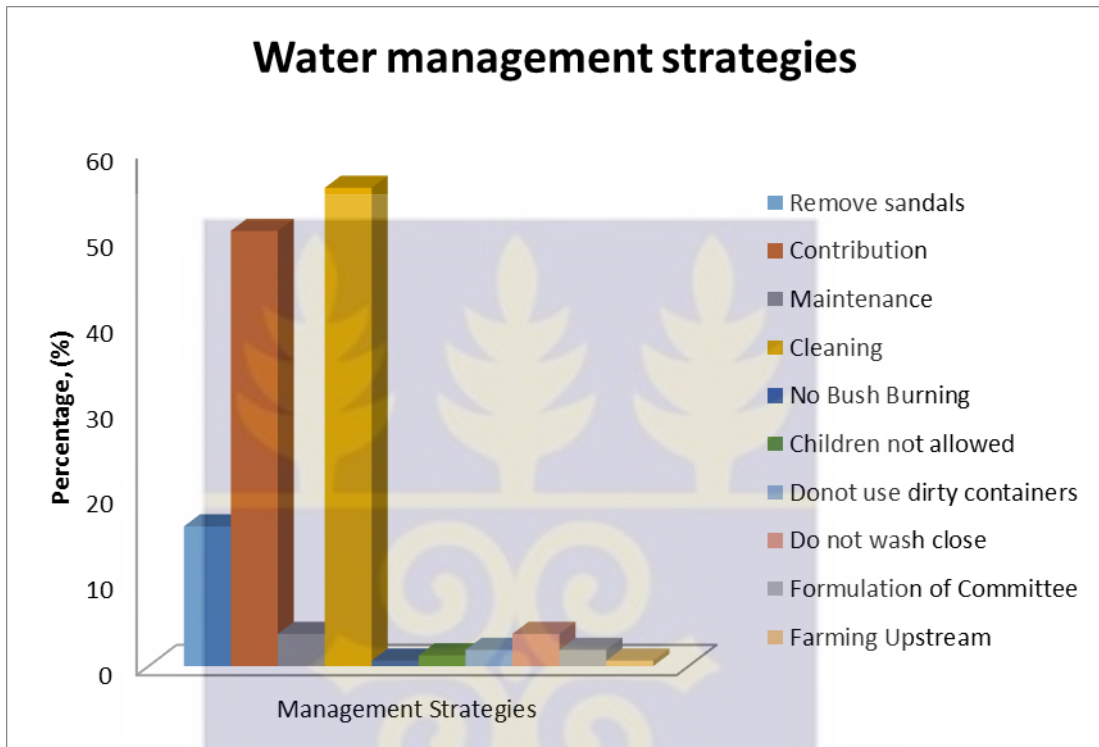 Water management strategies
60
50
40
30
20
10
0
Percentage, (%)
Management Strategies
Remove sandals
Contribution
Maintenance
Cleaning
No Bush Burning
Children not allowed
Donot use dirty containers
Do not wash close
Formulation of Committee
Farming Upstream